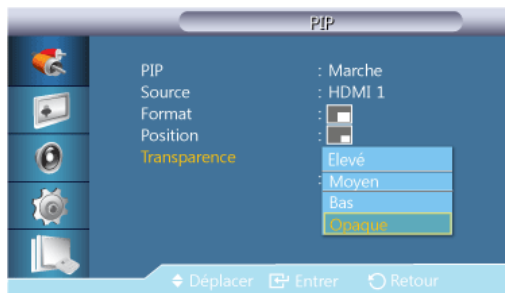 PIP
PIP : Marche
Source : HDMI 1
Format :
Position :
Transparence :
Elevé
Moyen
Bas
Opaque
Déplacer Entrer Retour